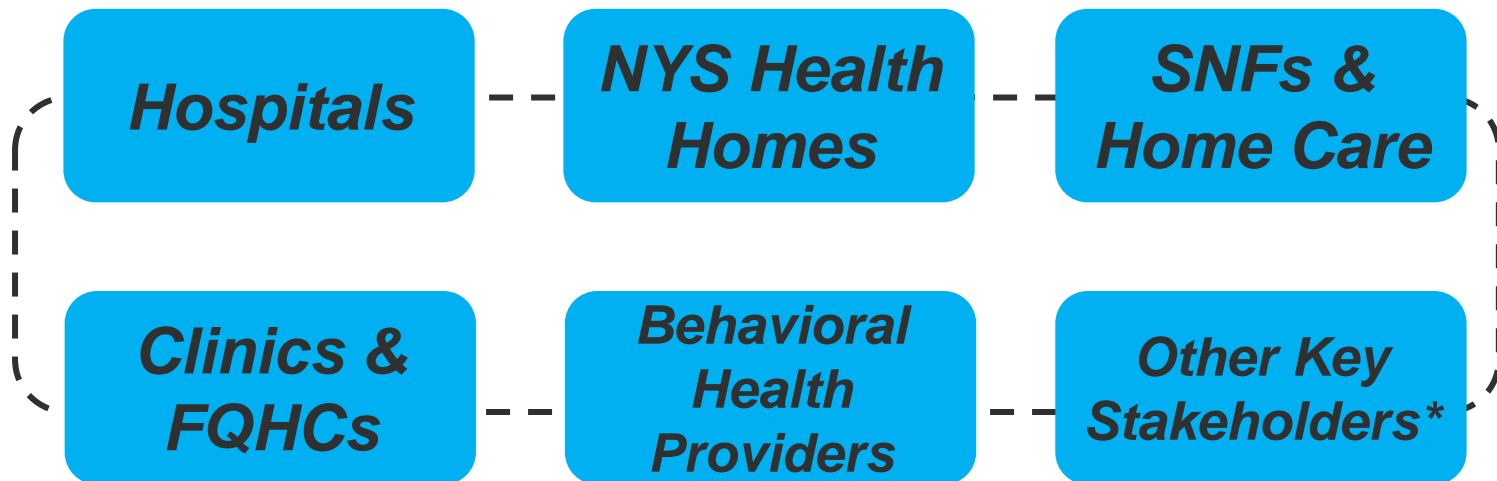 Hospitals
NYS Health
Homes
SNFs &
Home Care
Clinics &
FQHCs
Behavioral
Health
Providers
Other Key
Stakeholders*